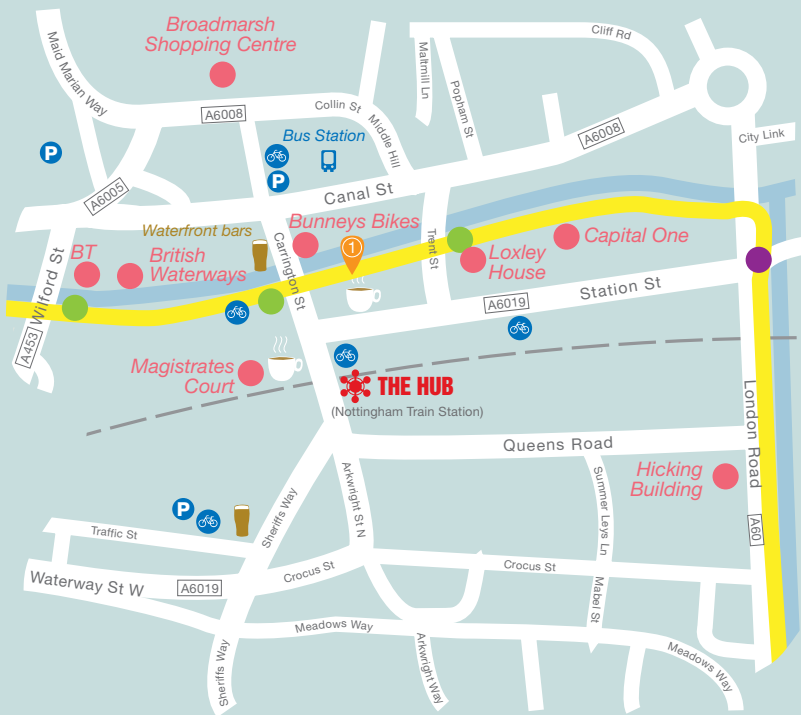 Broadmarsh
Shopping Centre
Maid Marian Way
Maltmill Ln
Popham St
Cliff Rd
A6008
Collin St
Middle Hill
A6008
City Link
Bus Station
P
P
A6005
Canal St
Waterfront bars
Carrington St
Bunneys Bikes
1
Trent St
Loxley
House
Capital One
BT
British
Waterways
Wilford St
A453
A6019
Station St
Magistrates
Court
THE HUB
(Nottingham Train Station)
London Road
Queens Road
Hicking
Building
A60
P
Sheriffs Way
Arkwright St N
Summer Leys Ln
Traffic St
Waterway St W
A6019
Crocus St
Crocus St
Mabel St
Meadows Way
Sheriffs Way
Arkwright Way
Meadows Way